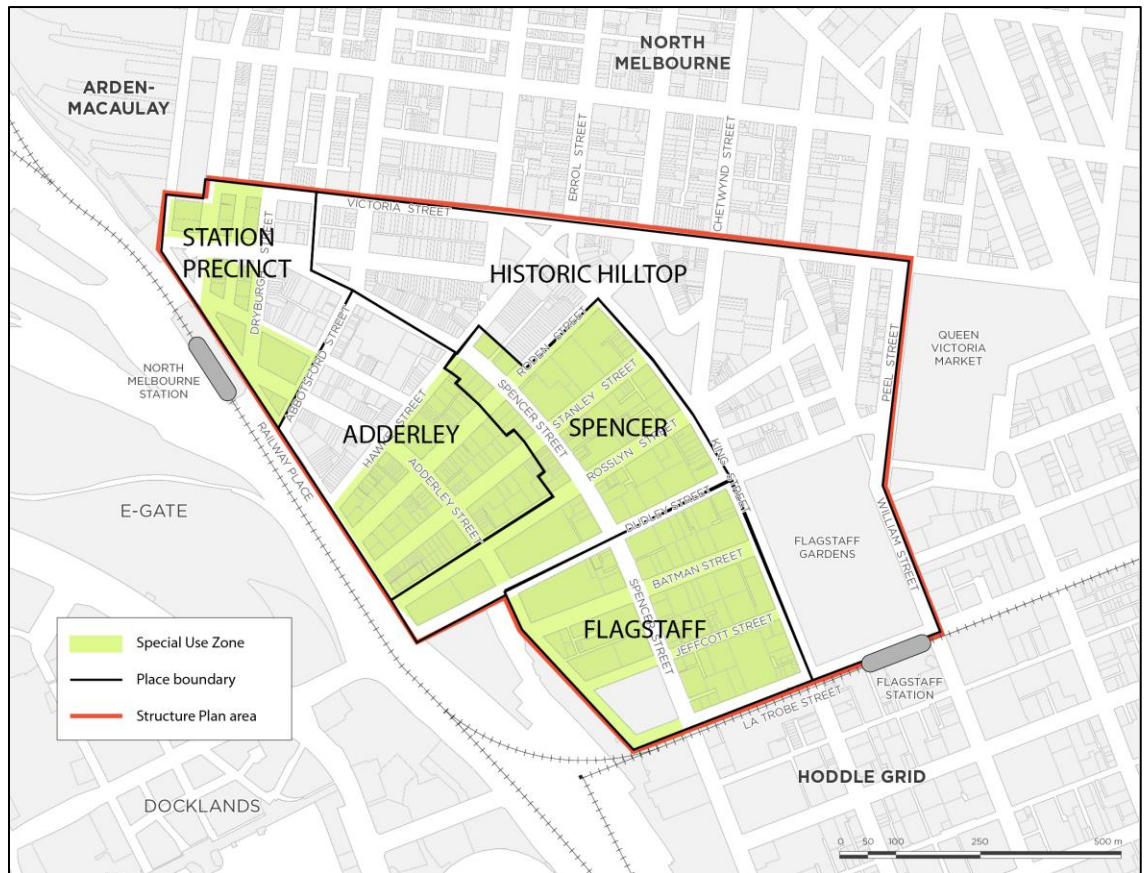 NORTH
MELBOURNE
ARDEN-
MACAULAY
ERROL STREET
CHETWYND STREET
VICTORIA STREET
STATION
PRECINCT
DRYBURG
STREET
HISTORIC HILLTOP
PEEL STREET
QUEEN
VICTORIA
MARKET
NORTH
MELBOURNE
STATION
ABBOTSFORD STREET
RODEN STREET
SPENCER STREET
STANLEY STREET
HAW
STREET
ADDERLEY
SPENCER
ROSSLYN STREET
KING STREET
RAILWAY PLACE
ADDERLEY STREET
DUDLEY STREET
E-GATE
FLAGSTAFF
GARDENS
WILLIAM STREET
BATMAN STREET
SPENCER STREET
FLAGSTAFF
JEFFCOTT STREET
Special Use Zone
Place boundary
Structure Plan area
FLAGSTAFF
STATION
LA TROBE STREET
HODDLE GRID
DOCKLANDS
0 50 100 250 500 m